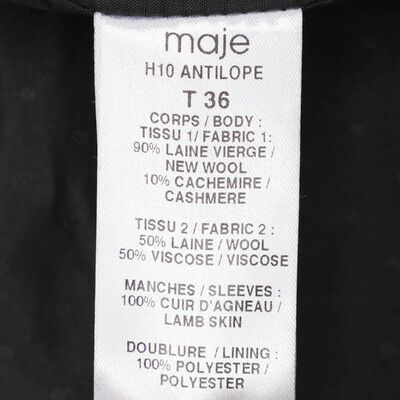 maje
H10 ANTILOPE
T 36
CORPS / BODY :
TISSU 1/ FABRIC 1:
90% LAINE VIERGE /
NEW WOOL
10% CACHEMIRE /
CASHMERE
TISSU 2 / FABRIC 2 :
50% LAINE / WOOL
50% VISCOSE / VISCOSE
MANCHES / SLEEVES :
100% CUIR D'AGNEAU /
LAMB SKIN
DOUBLURE / LINING :
100% POLYESTER /
POLYESTER